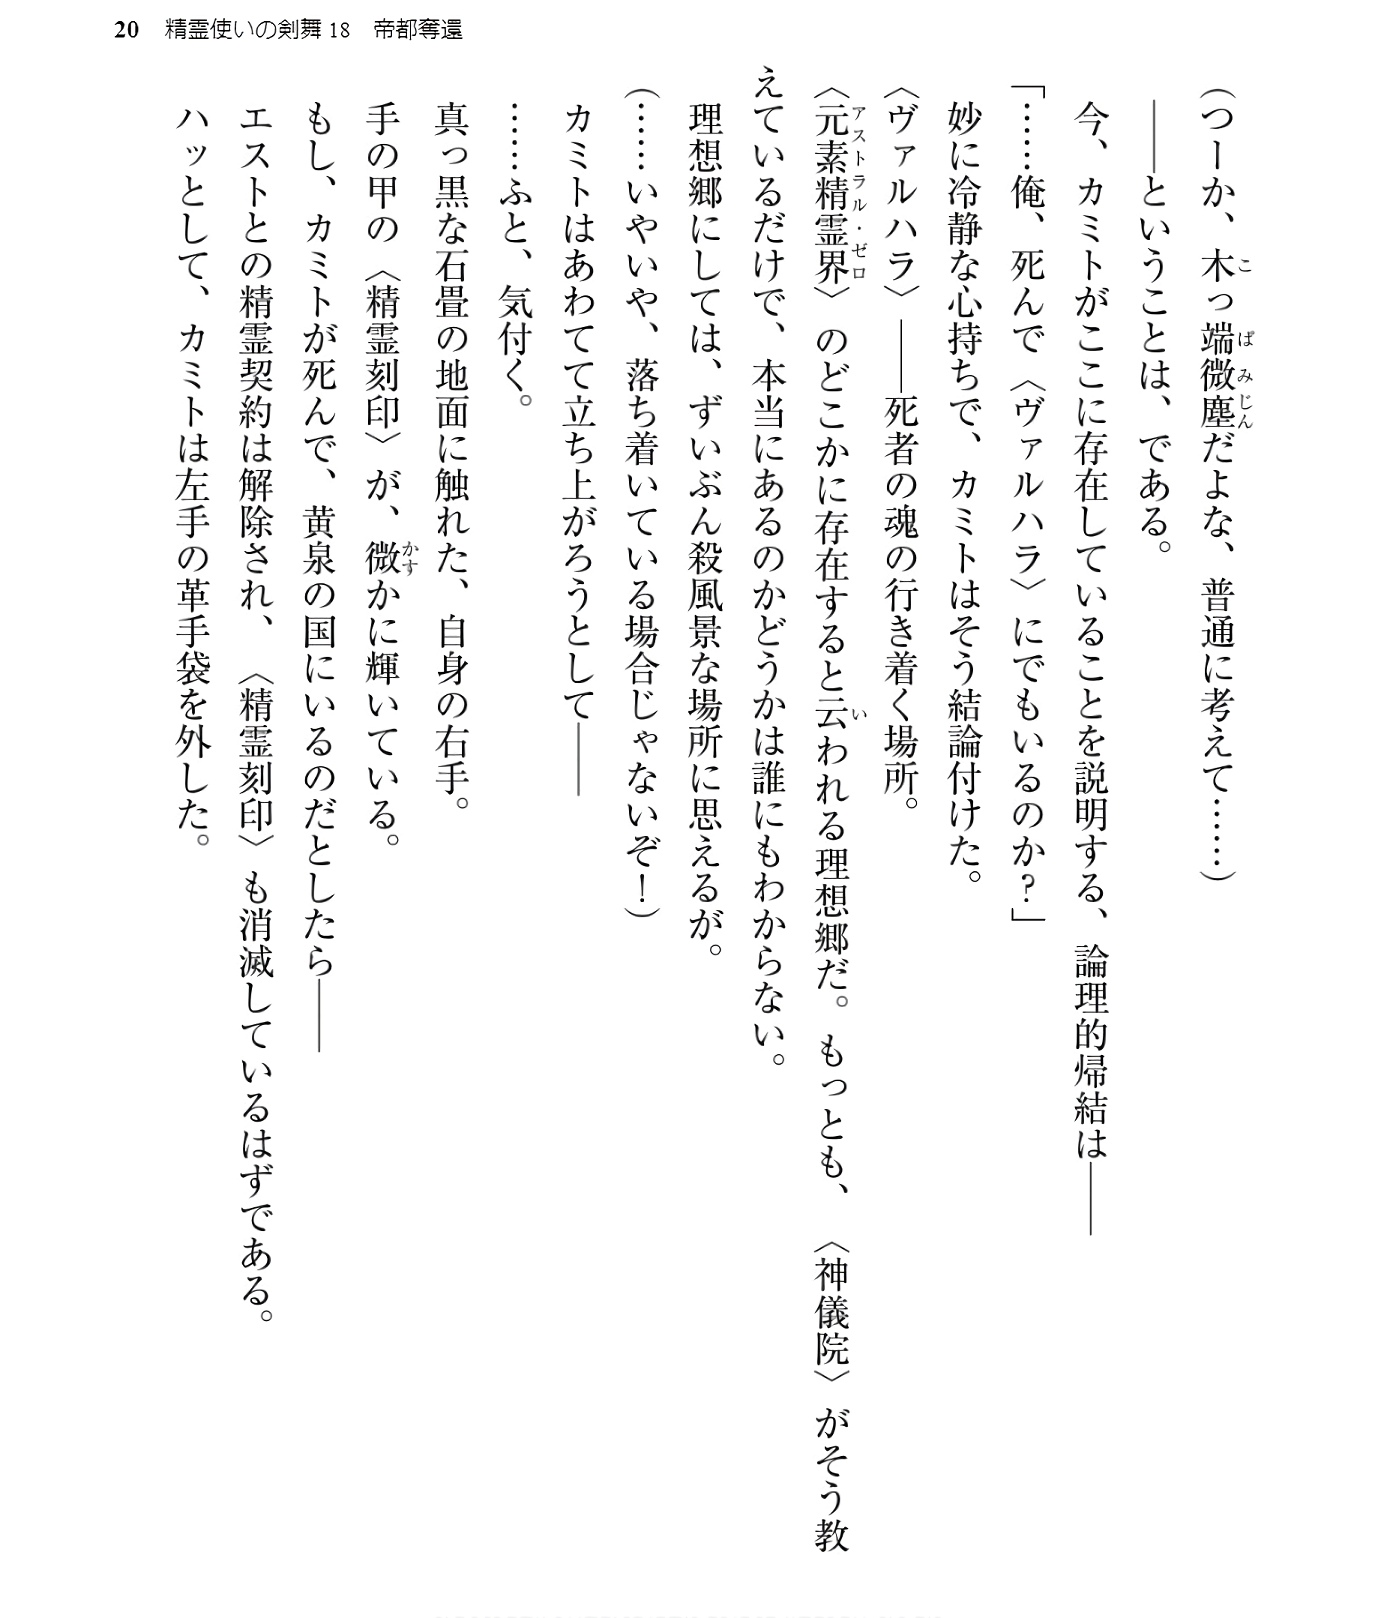 20 精霊使いの剣舞18 帝都奪還
(つーか、木っ端微塵だよな、普通に考えて……)
――ということは、である。
今、カミトがここに存在していることを説明する、論理的帰結は――
「……俺、死んで〈ヴァルハラ〉にでもいるのか?」
妙に冷静な心持ちで、カミトはそう結論付けた。
〈ヴァルハラ〉――死者の魂の行き着く場所。
〈元素精霊界〉のどこかに存在すると云われる理想郷だ。もっとも、〈神儀院〉がそう教
えているだけで、本当にあるのかどうかは誰にもわからない。
理想郷にしては、ずいぶん殺風景な場所に思えるが。
(……いやいや、落ち着いている場合じゃないぞ!)
カミトはあわてて立ち上がろうとして――
……ふと、気付く。
真っ黒な石畳の地面に触れた、自身の右手。
手の甲の〈精霊刻印〉が、微かに輝いている。
もし、カミトが死んで、黄泉の国にいるのだとしたら――
エストとの精霊契約は解除され、〈精霊刻印〉も消滅しているはずである。
ハッとして、カミトは左手の革手袋を外した。